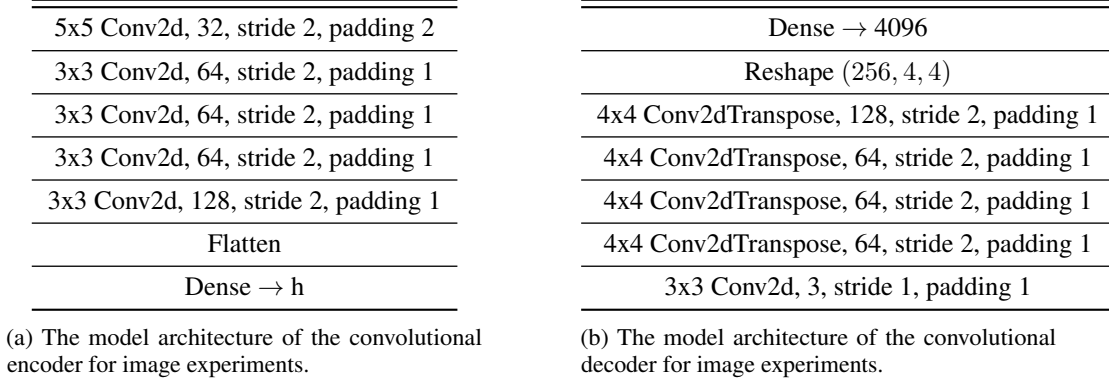 5x5 Conv2d, 32, stride 2, padding 2
3x3 Conv2d, 64, stride 2, padding 1
3x3 Conv2d, 64, stride 2, padding 1
3x3 Conv2d, 64, stride 2, padding 1
3x3 Conv2d, 128, stride 2, padding 1
Flatten
Dense → h
(a) The model architecture of the convolutional
encoder for image experiments.
Dense → 4096
Reshape (256, 4, 4)
4x4 Conv2dTranspose, 128, stride 2, padding 1
4x4 Conv2dTranspose, 64, stride 2, padding 1
4x4 Conv2dTranspose, 64, stride 2, padding 1
4x4 Conv2dTranspose, 64, stride 2, padding 1
3x3 Conv2d, 3, stride 1, padding 1
(b) The model architecture of the convolutional
decoder for image experiments.